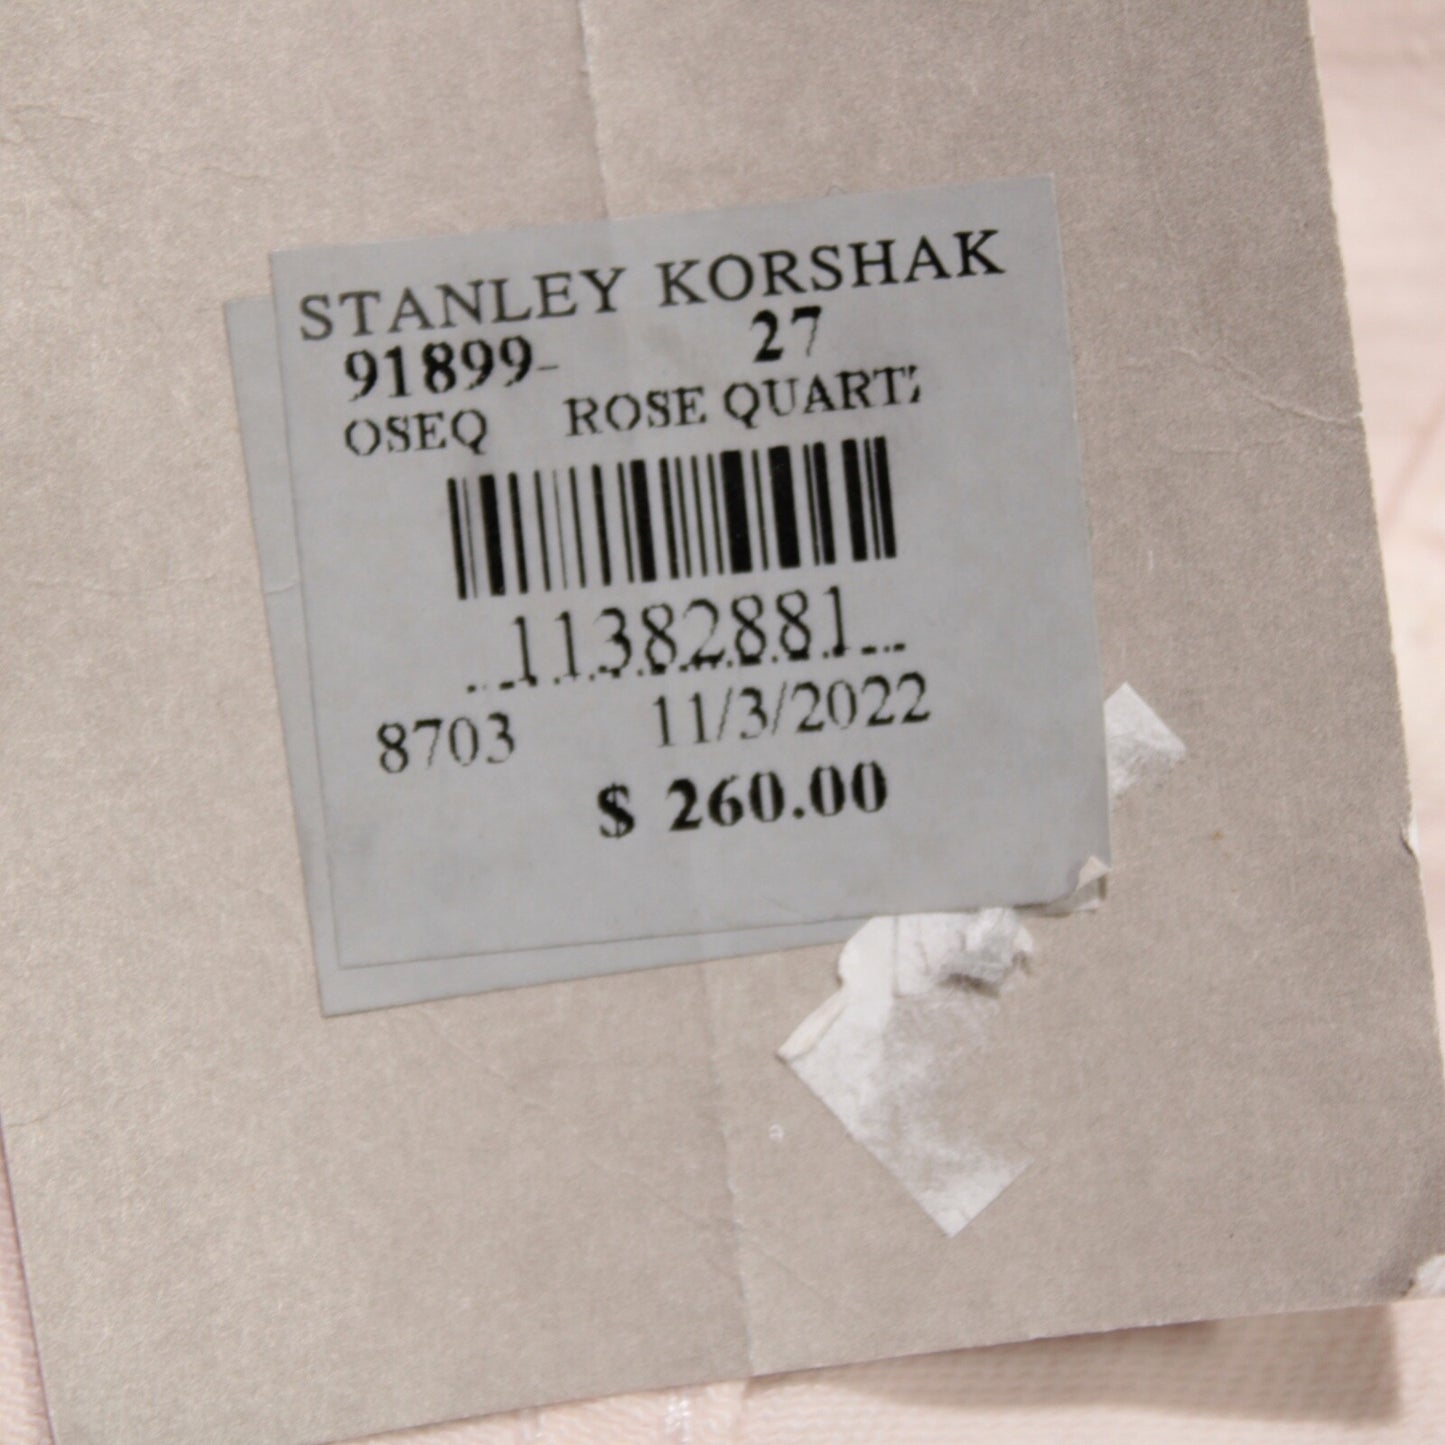 STANLEY KORSHAK
91899- 27
OSEQ ROSE QUARTZ
11382881
8703 11/3/2022
$ 260.00